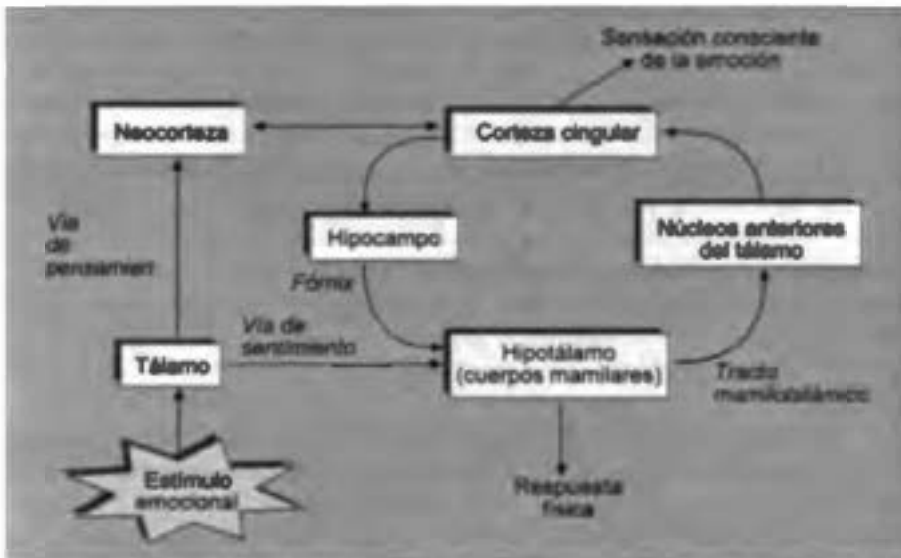 Sensación consciente
de la emoción
Neocorteza
Corteza cingular
Vía
de
pensamien
Hipocampo
Núcleos anteriores
del tálamo
Fórnix
Vía de
sentimiento
Tálamo
Hipotálamo
(cuerpos mamilares)
Tracto
mamilotalámico
Estímulo
emocional
Respuesta
física